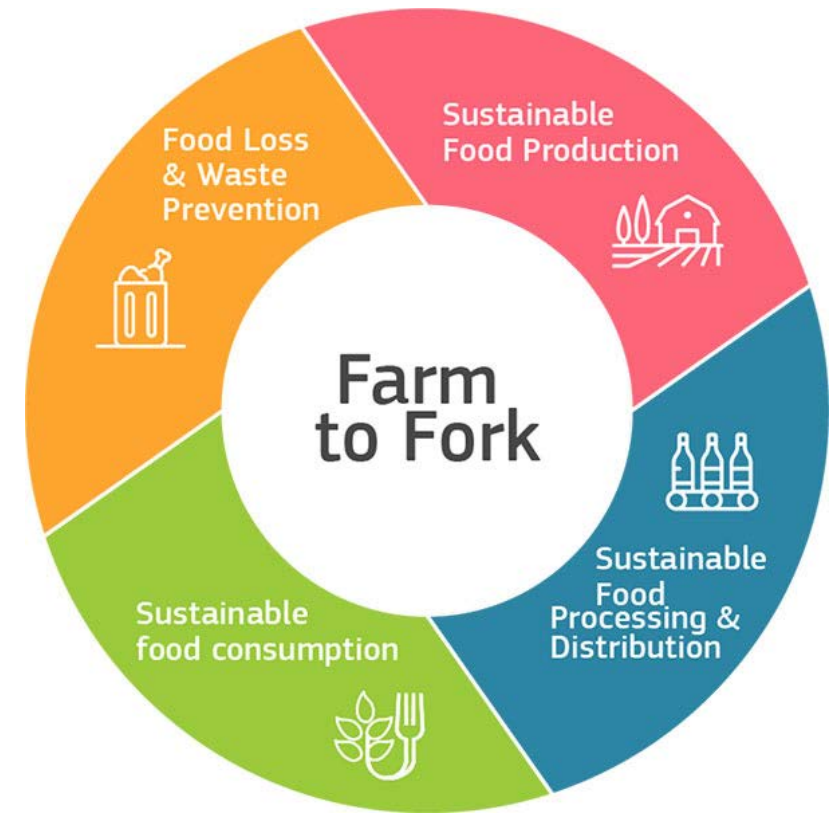 Sustainable
Food Production
Food Loss
& Waste
Prevention
Farm
to Fork
Sustainable
Food
Processing &
Distribution
Sustainable
food consumption